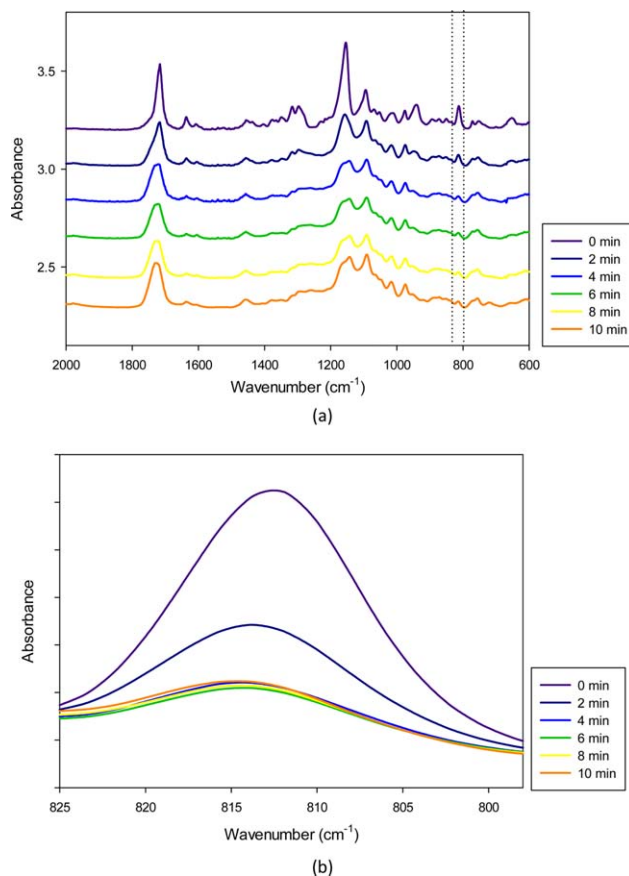 3.5
3.0
2.5
Absorbance
2000 1800 1600 1400 1200 1000 800 600
Wavenumber (cm-1)
0 min
2 min
4 min
6 min
8 min
10 min
(a)
Absorbance
825 820 815 810 805 800
Wavenumber (cm-1)
0 min
2 min
4 min
6 min
8 min
10 min
(b)